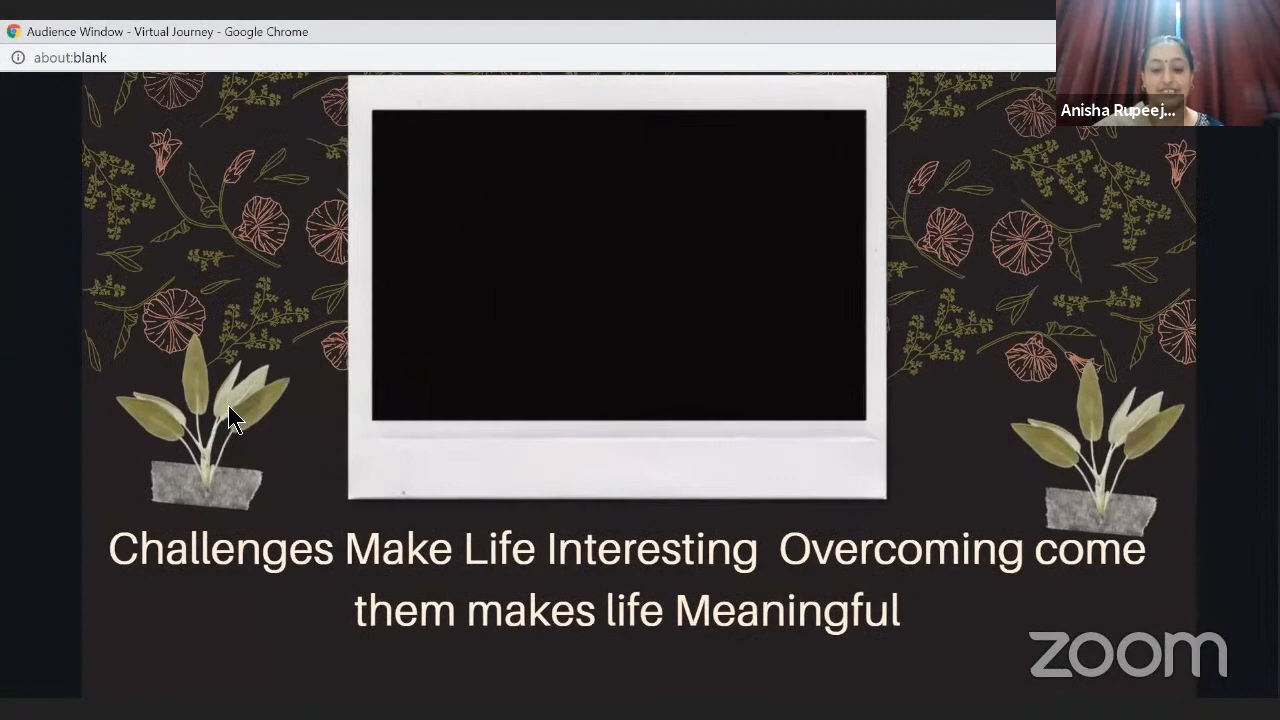 Audience Window - Virtual Journey - Google Chrome
about:blank
Anisha Rupeej...
Challenges Make Life Interesting Overcoming come
them makes life Meaningful
zoom